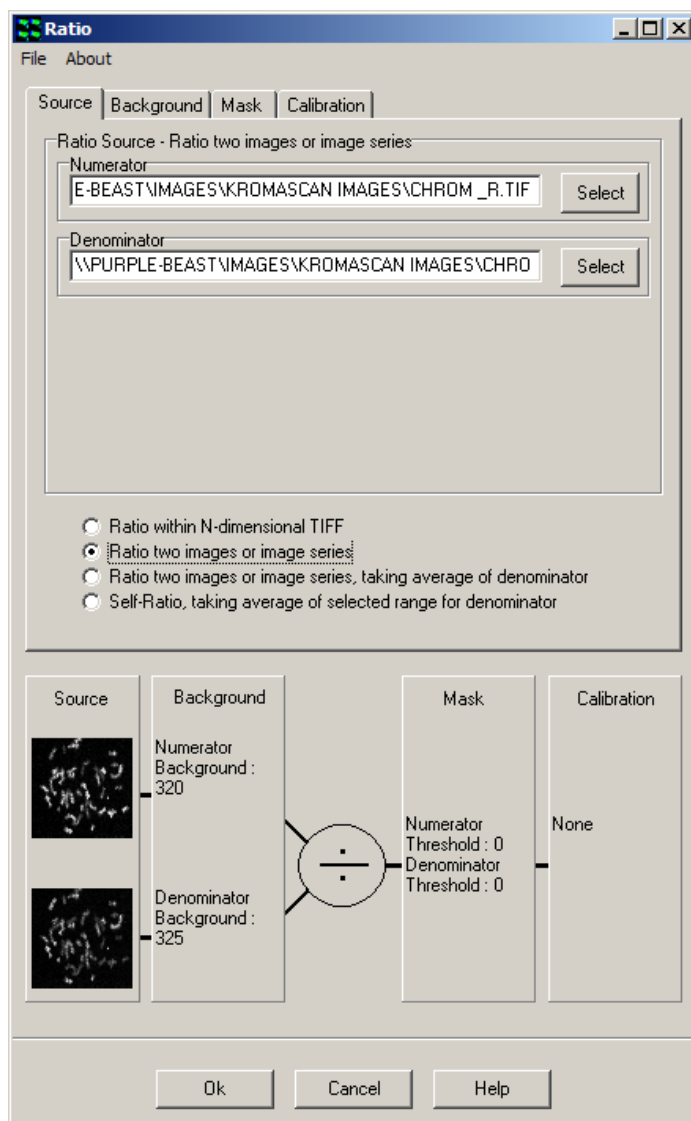 Ratio
File About
Source Background Mask Calibration
Ratio Source - Ratio two images or image series
Numerator
E-BEAST\IMAGES\KROMASCAN IMAGES\CHROM _R.TIF Select
Denominator
\\PURPLE-BEAST\IMAGES\KROMASCAN IMAGES\CHRO Select
Ratio within N-dimensional TIFF
Ratio two images or image series
Ratio two images or image series, taking average of denominator
Self-Ratio, taking average of selected range for denominator
Source
Background
Mask
Calibration
Numerator
Background :
320
Denominator
Background :
325
Numerator
Threshold : 0
Denominator
Threshold : 0
None
Ok Cancel Help